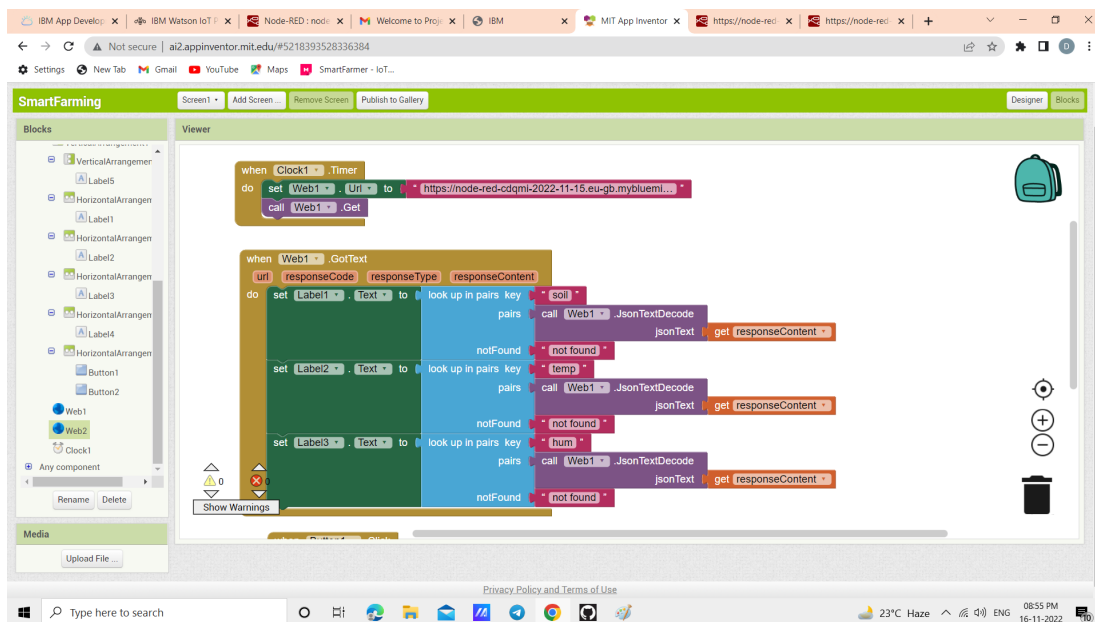 IBM App Develop
IBM Watson IoT P
Node-RED : node
Welcome to Proje
IBM
MIT App Inventor
https://node-red-
https://node-red-
Not secure | ai2.appinventor.mit.edu/#5218393528336384
D
Settings New Tab Gmail YouTube Maps SmartFarmer - IoT...
SmartFarming
Screen1 Add Screen ... Remove Screen Publish to Gallery
Designer Blocks
Blocks
Viewer
VerticalArrangemen
Label5
HorizontalArrangem
Label1
HorizontalArrangem
Label2
HorizontalArrangem
Label3
HorizontalArrangem
Label4
HorizontalArrangem
Button1
Button2
Web1
Web2
Clock1
Any component
Rename Delete
Media
Upload File ...
when Clock1 .Timer
do set Web1 . Url to " https://node-red-cdqmi-2022-11-15.eu-gb.mybluemi... "
call Web1 .Get
when Web1 .GotText
url responseCode responseType responseContent
do set Label1 . Text to look up in pairs key " soil "
pairs call Web1 .JsonTextDecode
jsonText get responseContent
notFound " not found "
set Label2 . Text to look up in pairs key " temp "
pairs call Web1 .JsonTextDecode
jsonText get responseContent
notFound " not found "
set Label3 . Text to look up in pairs key " hum "
pairs call Web1 .JsonTextDecode
jsonText get responseContent
notFound " not found "
0 0
Show Warnings
Privacy Policy and Terms of Use
Type here to search
23°C Haze
ENG
08:55 PM
16-11-2022
10